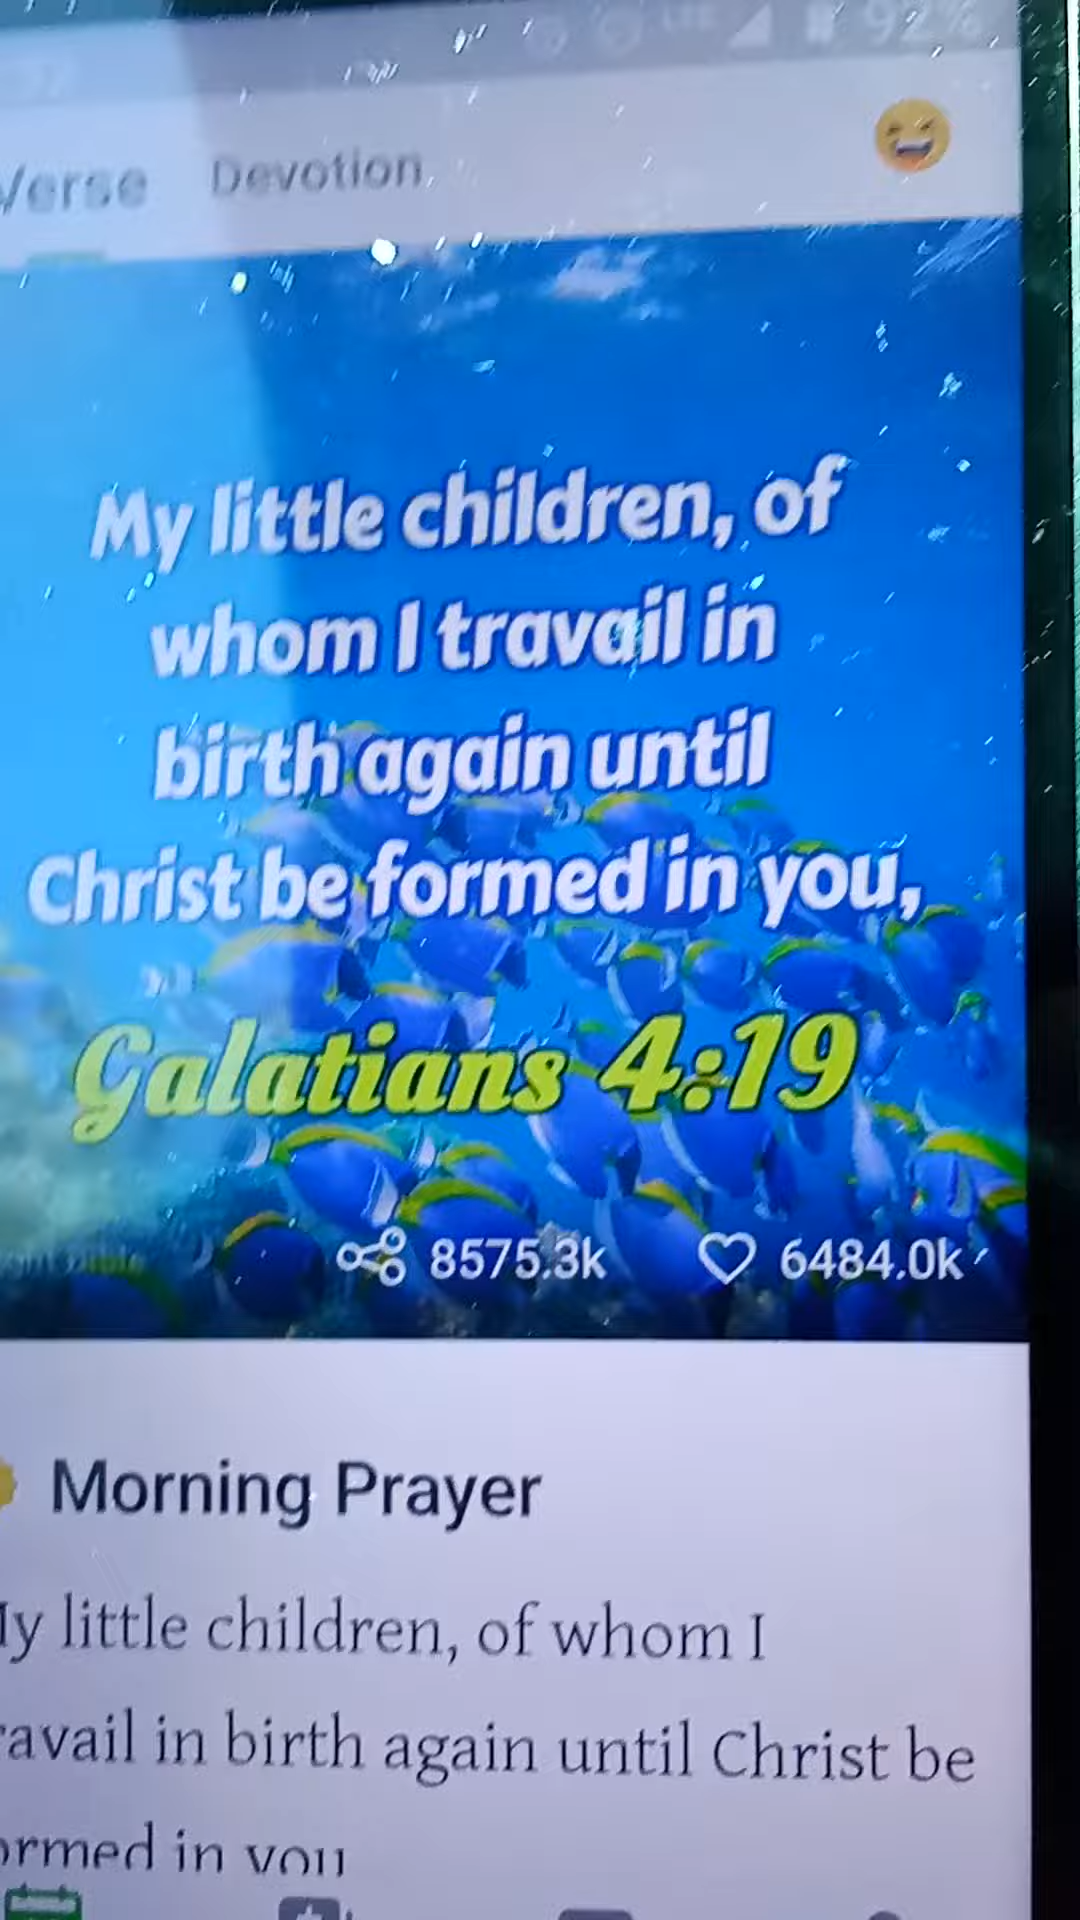 92%
Verse Devotion
My little children, of
whom I travail in
birth again until
Christ be formed in you,
Galatians 4:19
8575.3k 6484.0k
Morning Prayer
My little children, of whom I
ravail in birth again until Christ be
ormed in you